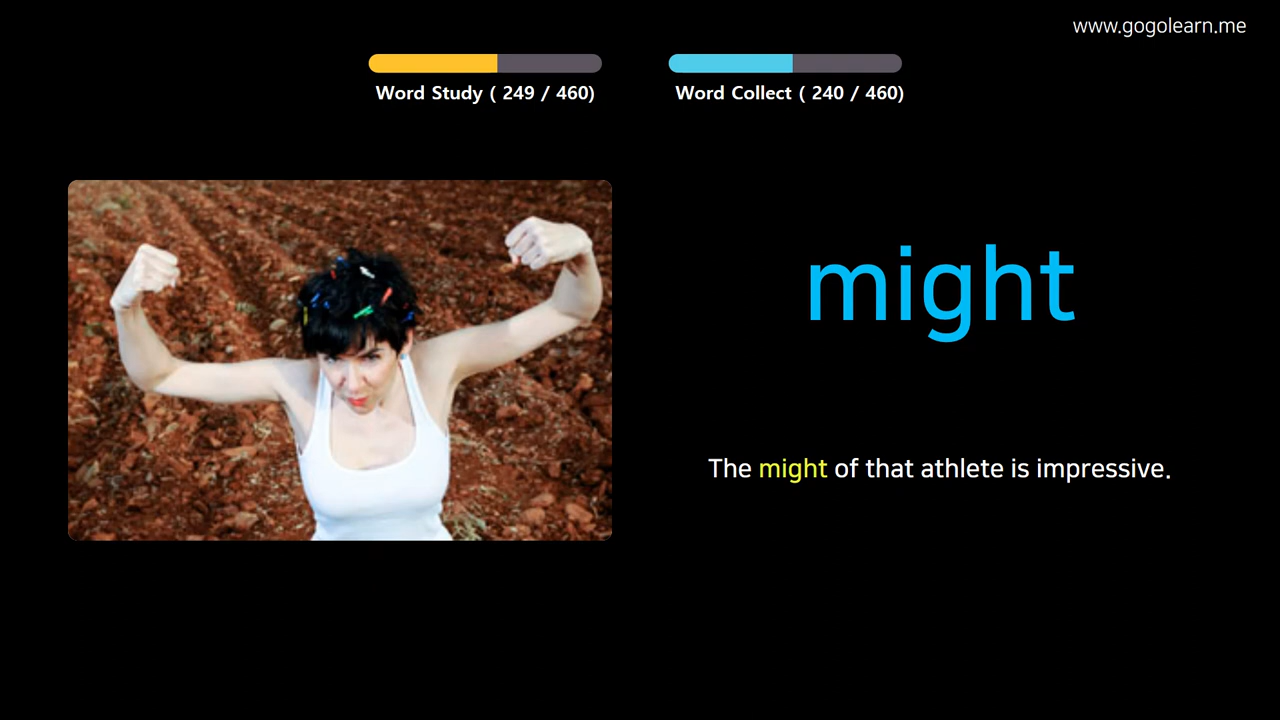 www.gogolearn.me
Word Study ( 249 / 460)
Word Collect ( 240 / 460)
might
The might of that athlete is impressive.